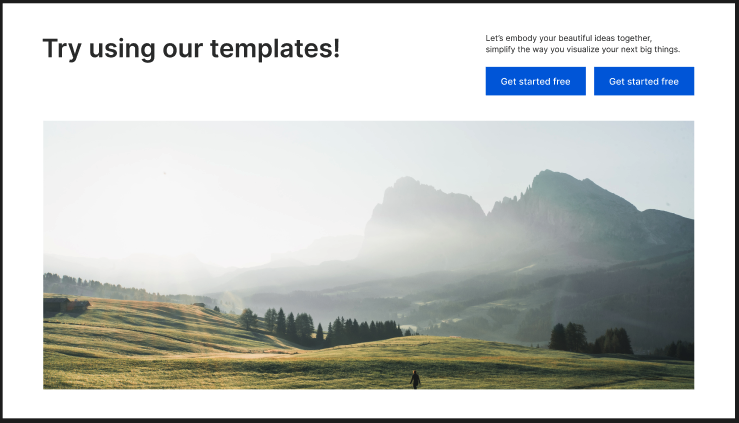 Try using our templates!
Let's embody your beautiful ideas together,
simplify the way you visualize your next big things.
Get started free
Get started free